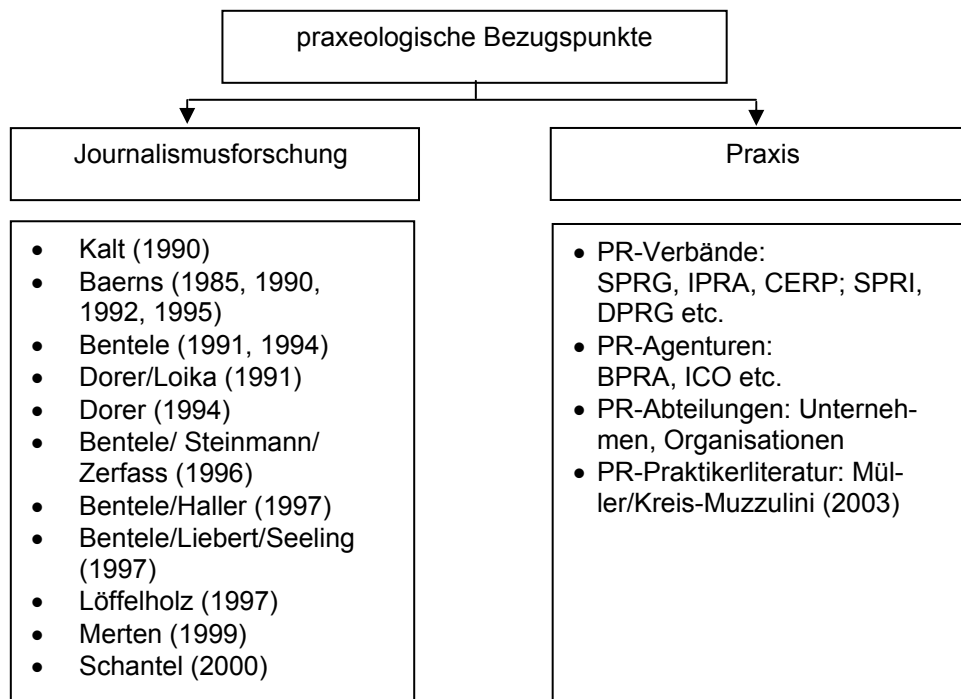 praxeologische Bezugspunkte
Journalismusforschung
• Kalt (1990)
• Baerns (1985, 1990,
1992, 1995)
• Bentele (1991, 1994)
• Dorer/Loika (1991)
• Dorer (1994)
• Bentele/ Steinmann/
Zerfass (1996)
• Bentele/Haller (1997)
• Bentele/Liebert/Seeling
(1997)
• Löffelholz (1997)
• Merten (1999)
• Schantel (2000)
Praxis
• PR-Verbände:
SPRG, IPRA, CERP; SPRI,
DPRG etc.
• PR-Agenturen:
BPRA, ICO etc.
• PR-Abteilungen: Unterneh-
men, Organisationen
• PR-Praktikerliteratur: Mül-
ler/Kreis-Muzzulini (2003)